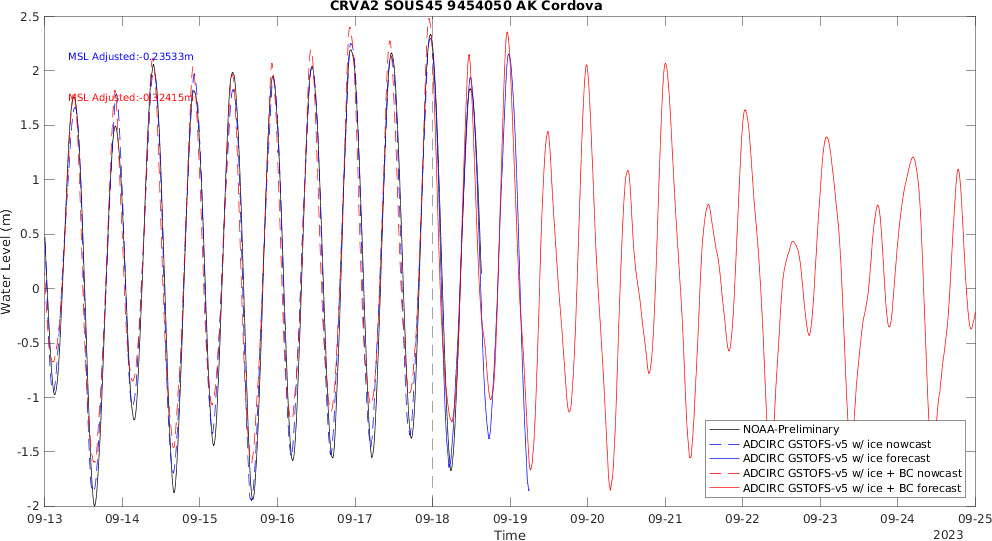 CRVA2 SOUS45 9454050 AK Cordova
MSL Adjusted:-0.23533m
MSL Adjusted:-0.32415m
Water Level (m)
2.5
2
1.5
1
0.5
0
-0.5
-1
-1.5
-2
NOAA-Preliminary
ADCIRC GSTOFS-v5 w/ ice nowcast
ADCIRC GSTOFS-v5 w/ ice forecast
ADCIRC GSTOFS-v5 w/ ice + BC nowcast
ADCIRC GSTOFS-v5 w/ ice + BC forecast
09-13 09-14 09-15 09-16 09-17 09-18 09-19 09-20 09-21 09-22 09-23 09-24 09-25
Time
2023